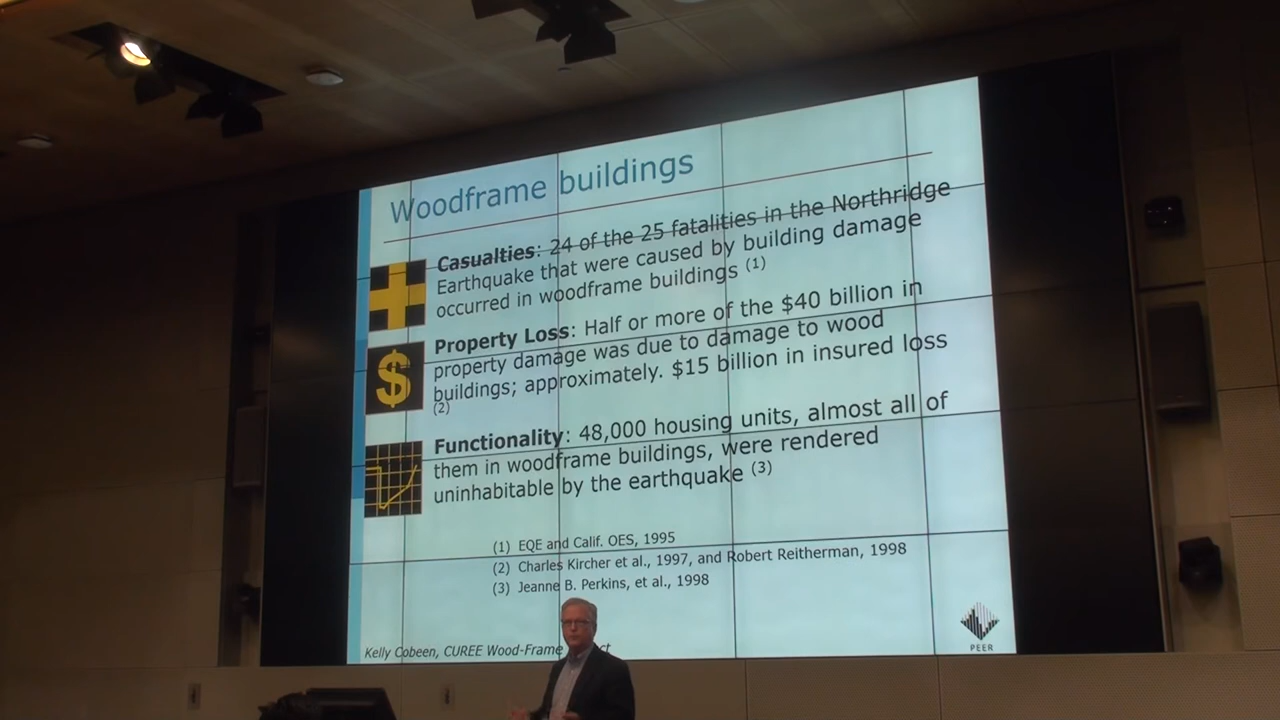 Woodframe buildings
Casualties: 24 of the 25 fatalities in the Northridge
Earthquake that were caused by building damage
occurred in woodframe buildings (1)
$
Property Loss: Half or more of the $40 billion in
property damage was due to damage to wood
buildings; approximately. $15 billion in insured loss
(2)
Functionality: 48,000 housing units, almost all of
them in woodframe buildings, were rendered
uninhabitable by the earthquake (3)
(1) EQE and Calif. OES, 1995
(2) Charles Kircher et al., 1997, and Robert Reitherman, 1998
(3) Jeanne B. Perkins, et al., 1998
Kelly Cobeen, CUREE Wood-Frame
PEER